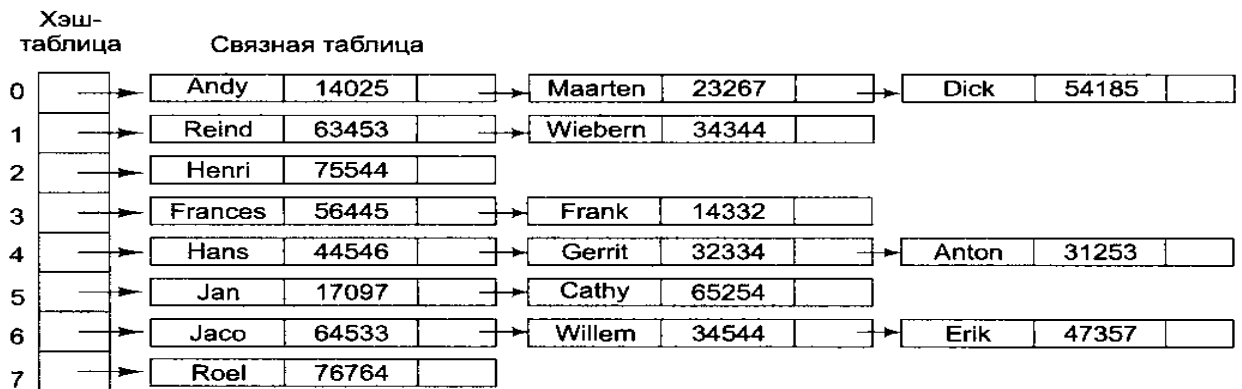 Хэш-
таблица
Связная таблица
0 Andy 14025 Maarten 23267 Dick 54185
1 Reind 63453 Wiebern 34344
2 Henri 75544
3 Frances 56445 Frank 14332
4 Hans 44546 Gerrit 32334 Anton 31253
5 Jan 17097 Cathy 65254
6 Jaco 64533 Willem 34544 Erik 47357
7 Roel 76764